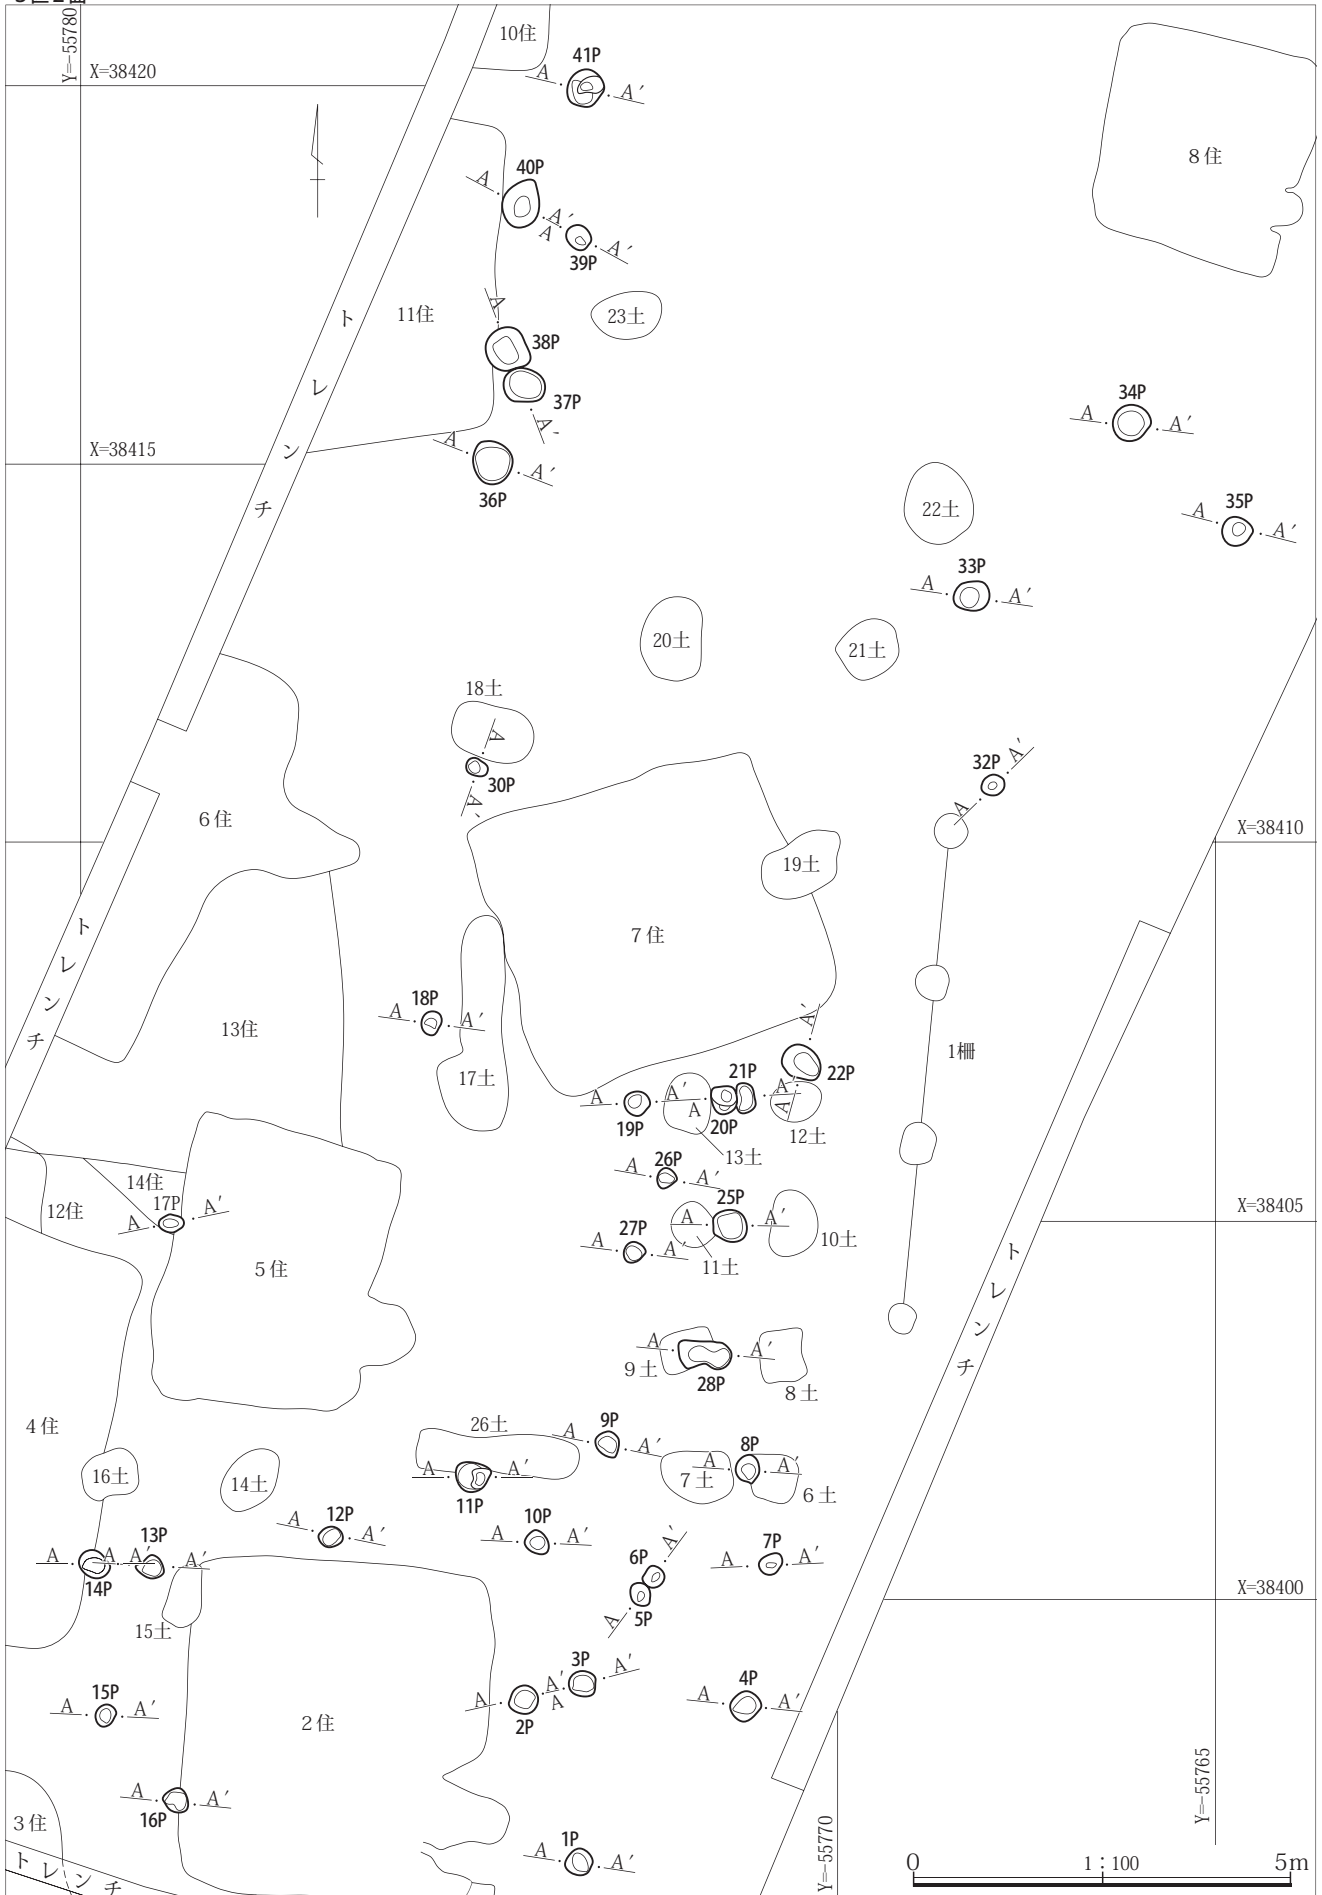 Y=-55780
X=38420
10住
41P
A
A′
8住
40P
A
A′
A
39P
A′
A
23土
11住
38P
37P
A′
トレンチ
34P
A
A′
X=38415
A
A′
36P
22土
35P
A
A′
33P
A
A′
20土
21土
18土
A
30P
A′
32P
A′
A
6住
X=38410
19土
7住
トレンチ
18P
A
A′
13住
17土
A′
1柵
22P
21P
A
A′
A
A′
A
19P
20P
12土
13土
26P
A
A′
14住
12住
17P
A
A′
25P
A
A′
X=38405
27P
A
A′
10土
11土
5住
トレンチ
A
A′
9土
28P
8土
4住
26土
9P
A
A′
8P
A
A′
16土
14土
A
A′
7土
6土
11P
12P
A
A′
10P
A
A′
13P
A
A
A′
A′
14P
6P
A′
7P
A
A′
5P
A
X=38400
15土
3P
A′
4P
A
A′
A
A′
A
2P
15P
A
A′
2住
A
A′
16P
3住
1P
A
A′
トレンチ
Y=-55770
Y=-55765
0
1：100
5m